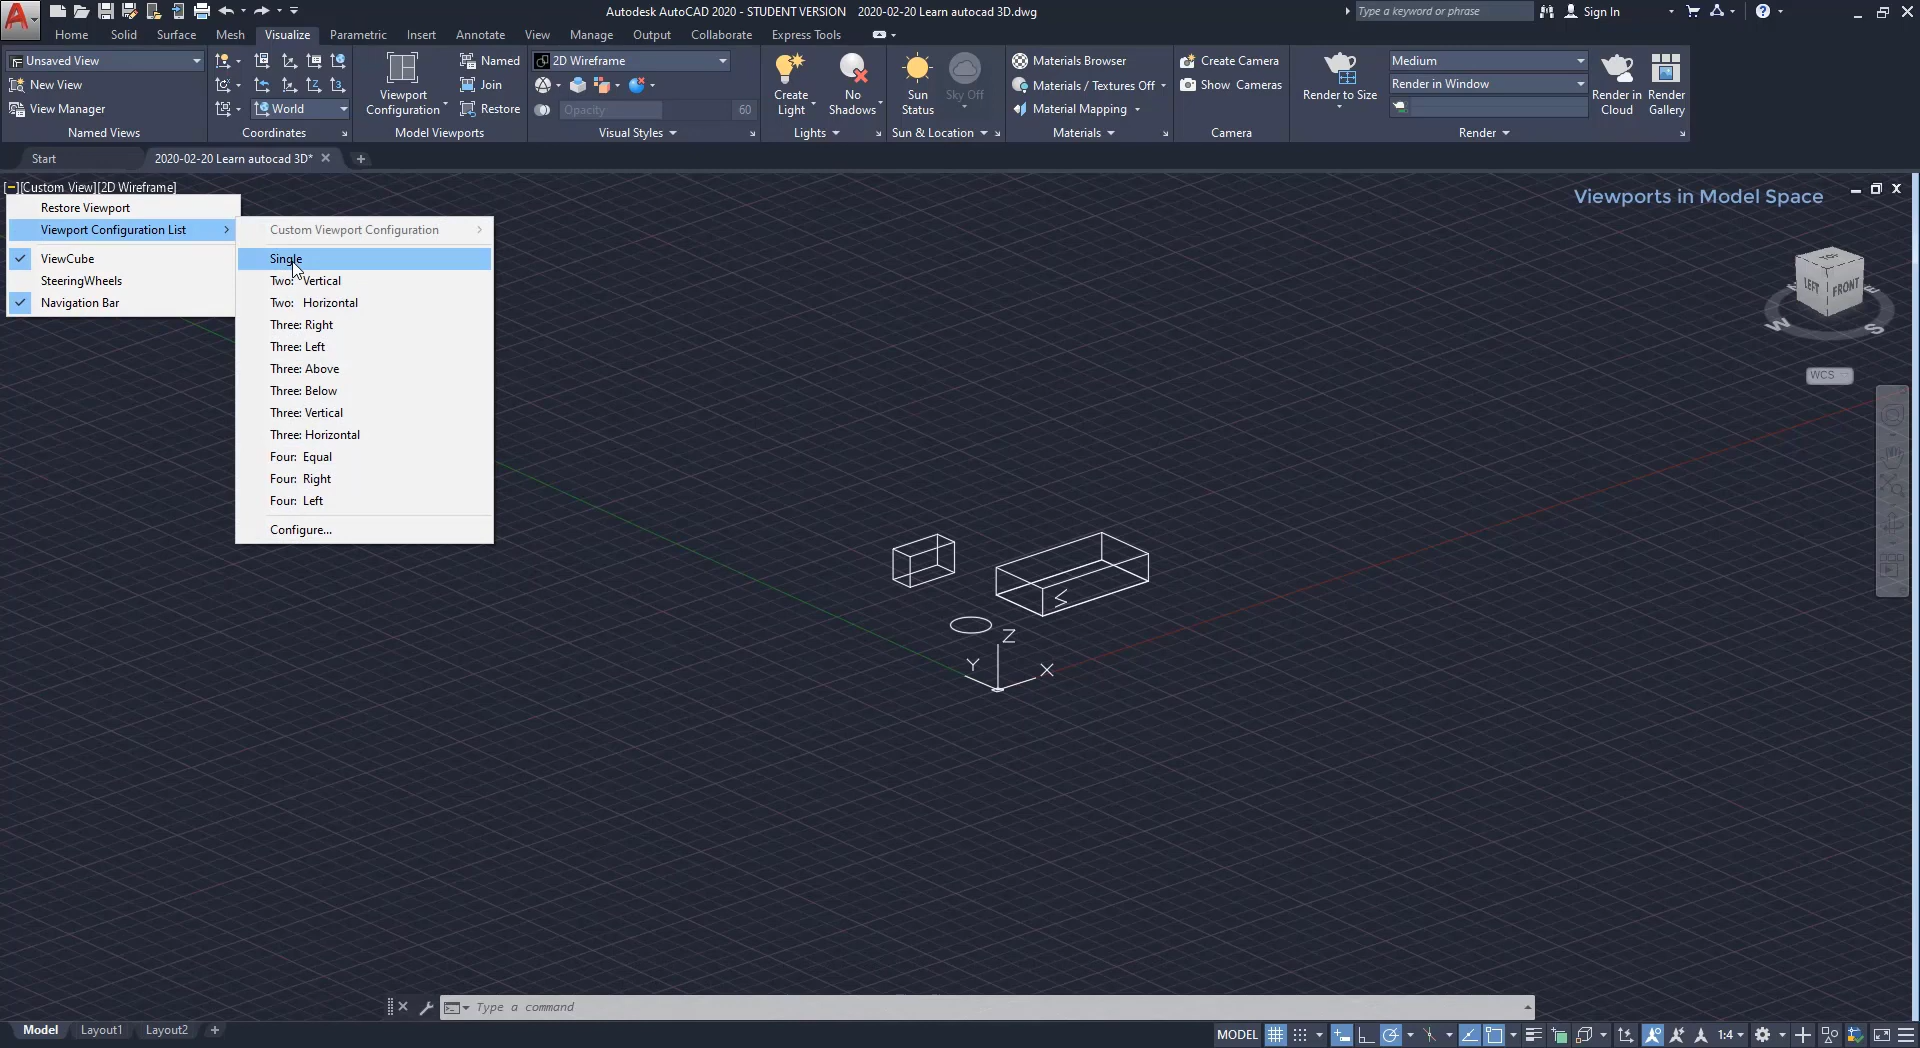 Autodesk AutoCAD 2020 - STUDENT VERSION 2020-02-20 Learn autocad 3D.dwg
Type a keyword or phrase
Sign In
Home Solid Surface Mesh Visualize Parametric Insert Annotate View Manage Output Collaborate Express Tools
Unsaved View
New View
View Manager
Named Views
World
Coordinates
Viewport
Configuration
Named
Join
Restore
Model Viewports
2D Wireframe
Opacity 60
Visual Styles
Create
Light
No
Shadows
Lights
Sun
Status
Sky Off
Sun & Location
Materials Browser
Materials / Textures Off
Material Mapping
Materials
Create Camera
Show Cameras
Camera
Render to Size
Medium
Render in Window
Render in
Cloud
Render
Gallery
Render
Start
2020-02-20 Learn autocad 3D*
[–][Custom View][2D Wireframe]
Viewports in Model Space
Restore Viewport
Viewport Configuration List
ViewCube
SteeringWheels
Navigation Bar
Custom Viewport Configuration
Single
Two: Vertical
Two: Horizontal
Three: Right
Three: Left
Three: Above
Three: Below
Three: Vertical
Three: Horizontal
Four: Equal
Four: Right
Four: Left
Configure...
TOP
LEFT FRONT
W S
E
WCS
Z
Y X
Type a command
Model Layout1 Layout2
MODEL
1:4